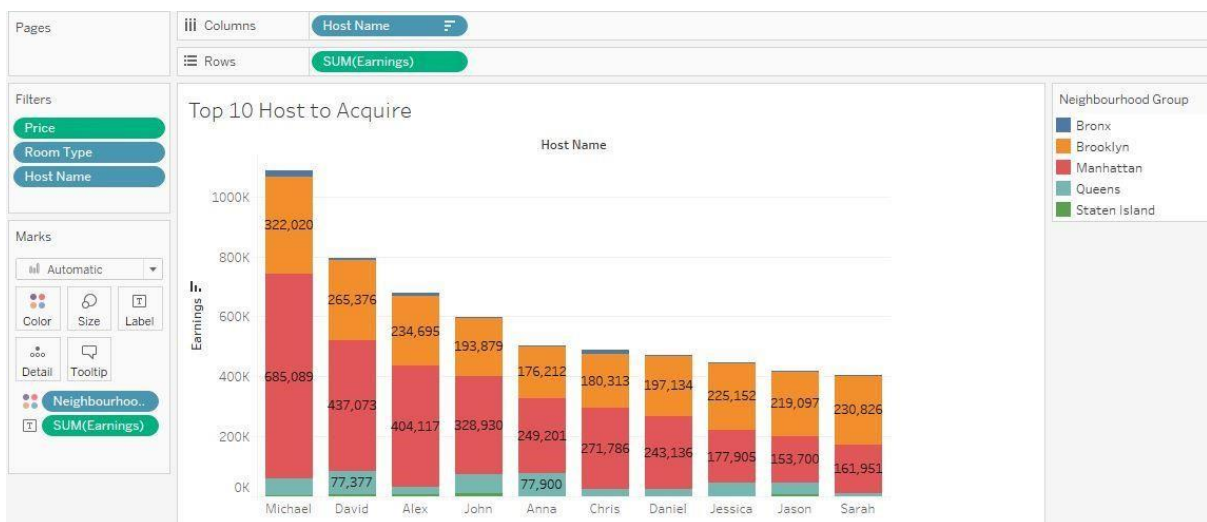 Pages
Columns
Host Name
Rows
SUM(Earnings)
Filters
Price
Room Type
Host Name
Marks
Automatic
Color Size Label
Detail Tooltip
Neighbourhoo..
SUM(Earnings)
Top 10 Host to Acquire
Host Name
Earnings
1000K
800K
600K
400K
200K
0K
322,020
685,089
265,376
437,073
77,377
234,695
404,117
193,879
328,930
176,212
249,201
77,900
180,313
271,786
197,134
243,136
225,152
177,905
219,097
153,700
230,826
161,951
Michael David Alex John Anna Chris Daniel Jessica Jason Sarah
Neighbourhood Group
Bronx
Brooklyn
Manhattan
Queens
Staten Island